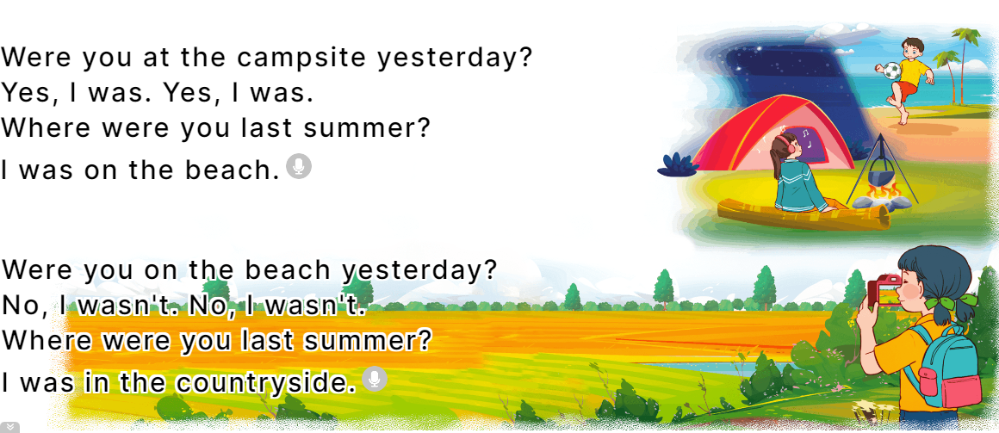 Were you at the campsite yesterday?
Yes, I was. Yes, I was.
Where were you last summer?
I was on the beach.
Were you on the beach yesterday?
No, I wasn't. No, I wasn't.
Where were you last summer?
I was in the countryside.